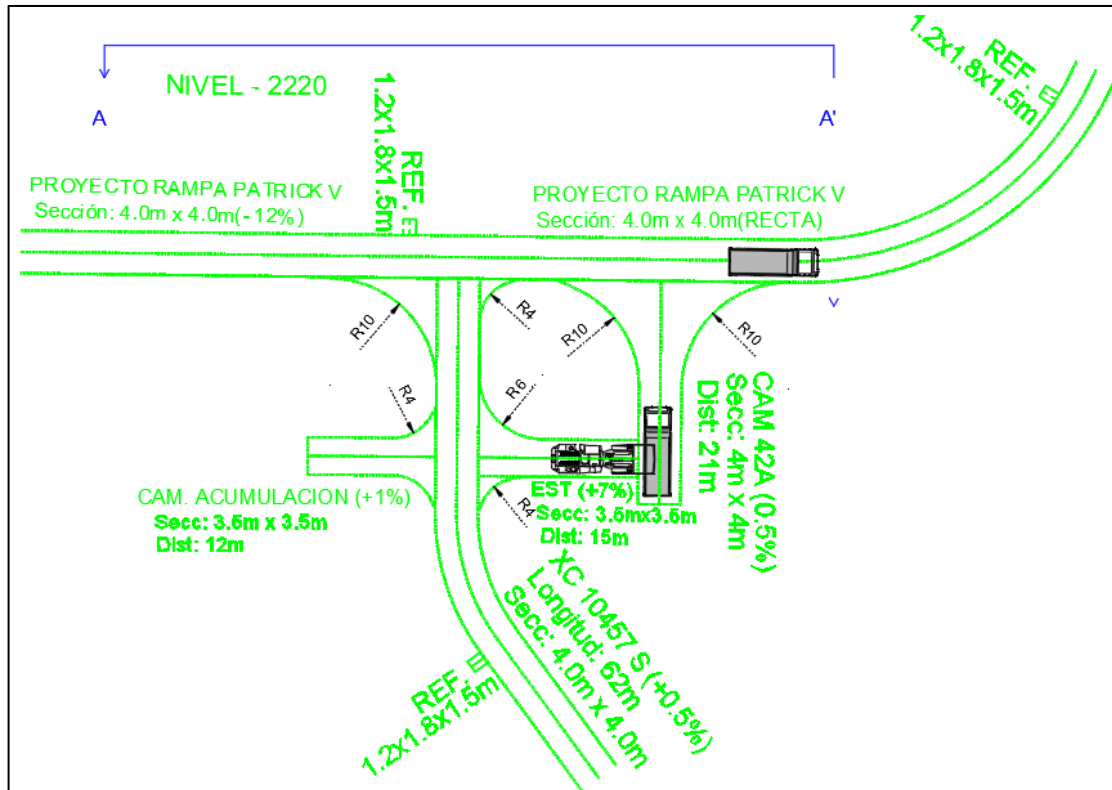 NIVEL - 2220
A
A'
REF. E
1.2x1.8x1.5m
REF. E
1.2x1.8x1.5m
PROYECTO RAMPA PATRICK V
Sección: 4.0m x 4.0m(-12%)
PROYECTO RAMPA PATRICK V
Sección: 4.0m x 4.0m(RECTA)
R10
R4
R10
R10
R4
R6
R4
CAM 42A (0.5%)
Secc: 4m x 4m
Dist: 21m
CAM. ACUMULACION (+1%)
Secc: 3.5m x 3.5m
Dist: 12m
EST (+7%)
Secc: 3.5mx3.5m
Dist: 15m
XC 10457 S (+0.5%)
Longitud: 62m
Secc: 4.0m x 4.0m
REF. E
1.2x1.8x1.5m